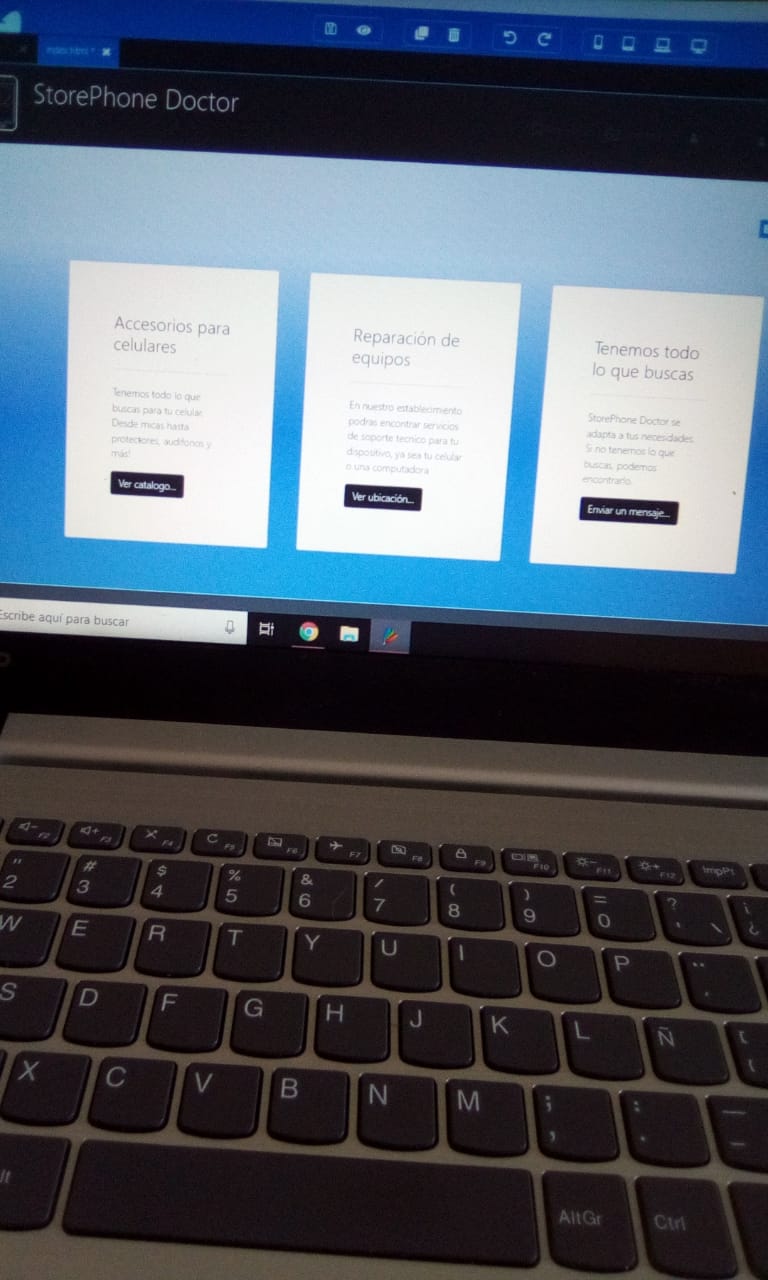 index.html *
StorePhone Doctor
Accesorios para
celulares
Tenemos todo lo que
buscas para tu celular.
Desde micas hasta
protectores, audifonos y
más!
Ver catalogo...
Reparación de
equipos
En nuestro establecimiento
podras encontrar servicios
de soporte tecnico para tu
dispositivo, ya sea tu celular
o una computadora
Ver ubicación...
Tenemos todo
lo que buscas
StorePhone Doctor se
adapta a tus necesidades.
Si no tenemos lo que
buscas, podemos
encontrarlo.
Enviar un mensaje...
Escribe aquí para buscar
F2 F3 F4 F5 F6 F7 F8 F9 F10 F11 F12 ImpPt
" # $ % & / ( ) = ? ¡
2 3 4 5 6 7 8 9 0 ' \ ¿
W E R T Y U I O P ¨
S D F G H J K L Ñ [
X C V B N M ; , : . _ -
lt AltGr Ctrl